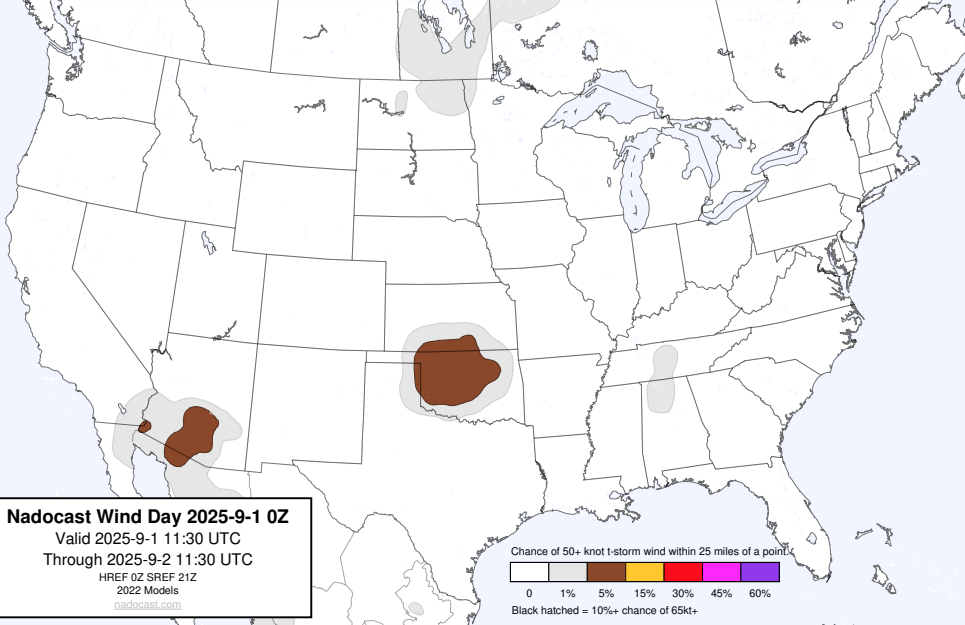 Nadocast Wind Day 2025-9-1 0Z
Valid 2025-9-1 11:30 UTC
Through 2025-9-2 11:30 UTC
HREF 0Z SREF 21Z
2022 Models
nadocast.com
Chance of 50+ knot t-storm wind within 25 miles of a point.
0 1% 5% 15% 30% 45% 60%
Black hatched = 10%+ chance of 65kt+